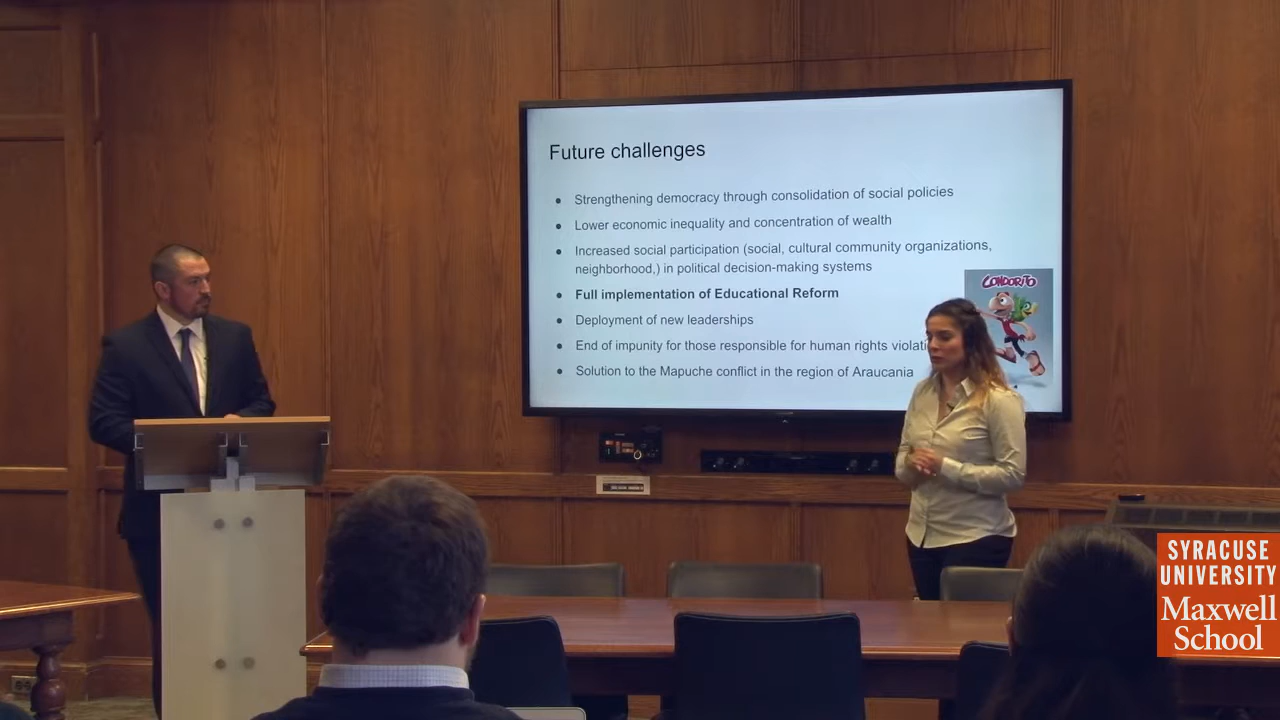 Future challenges
Strengthening democracy through consolidation of social policies
Lower economic inequality and concentration of wealth
Increased social participation (social, cultural community organizations,
neighborhood,) in political decision-making systems
Full implementation of Educational Reform
Deployment of new leaderships
End of impunity for those responsible for human rights violati
Solution to the Mapuche conflict in the region of Araucania
CONDORITO
SYRACUSE
UNIVERSITY
Maxwell
School